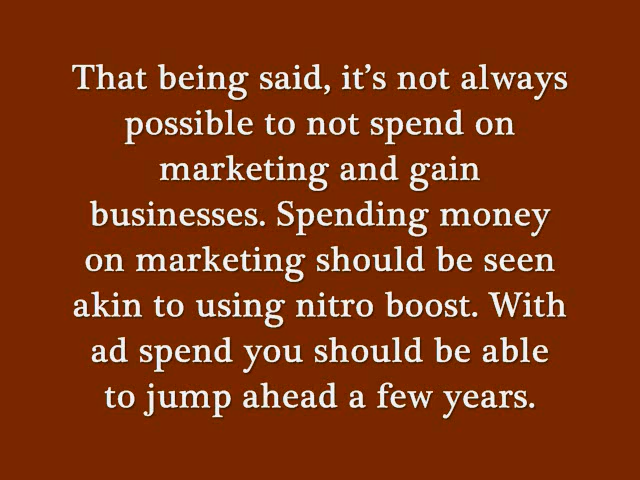 That being said, it’s not always
possible to not spend on
marketing and gain
businesses. Spending money
on marketing should be seen
akin to using nitro boost. With
ad spend you should be able
to jump ahead a few years.